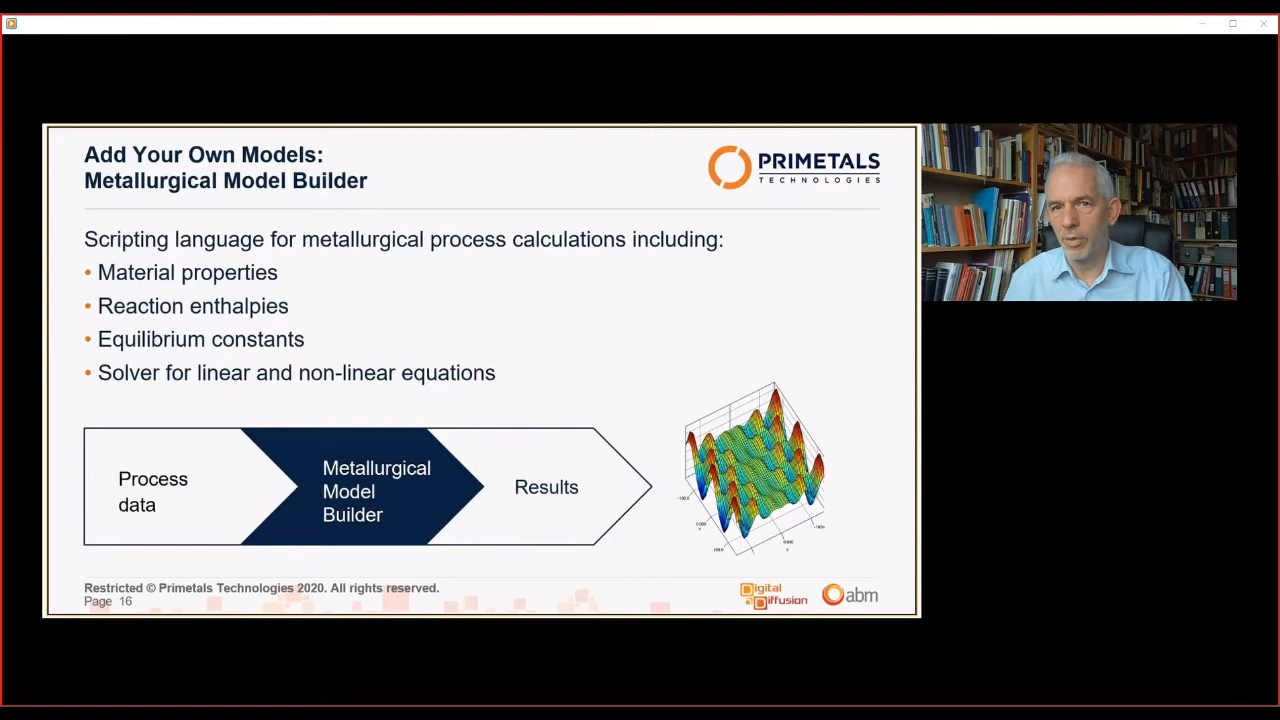 Add Your Own Models:
Metallurgical Model Builder
PRIMETALS
TECHNOLOGIES
Scripting language for metallurgical process calculations including:
• Material properties
• Reaction enthalpies
• Equilibrium constants
• Solver for linear and non-linear equations
Process
data
Metallurgical
Model
Builder
Results
Restricted © Primetals Technologies 2020. All rights reserved.
Page 16
Digital
Diffusion
abm